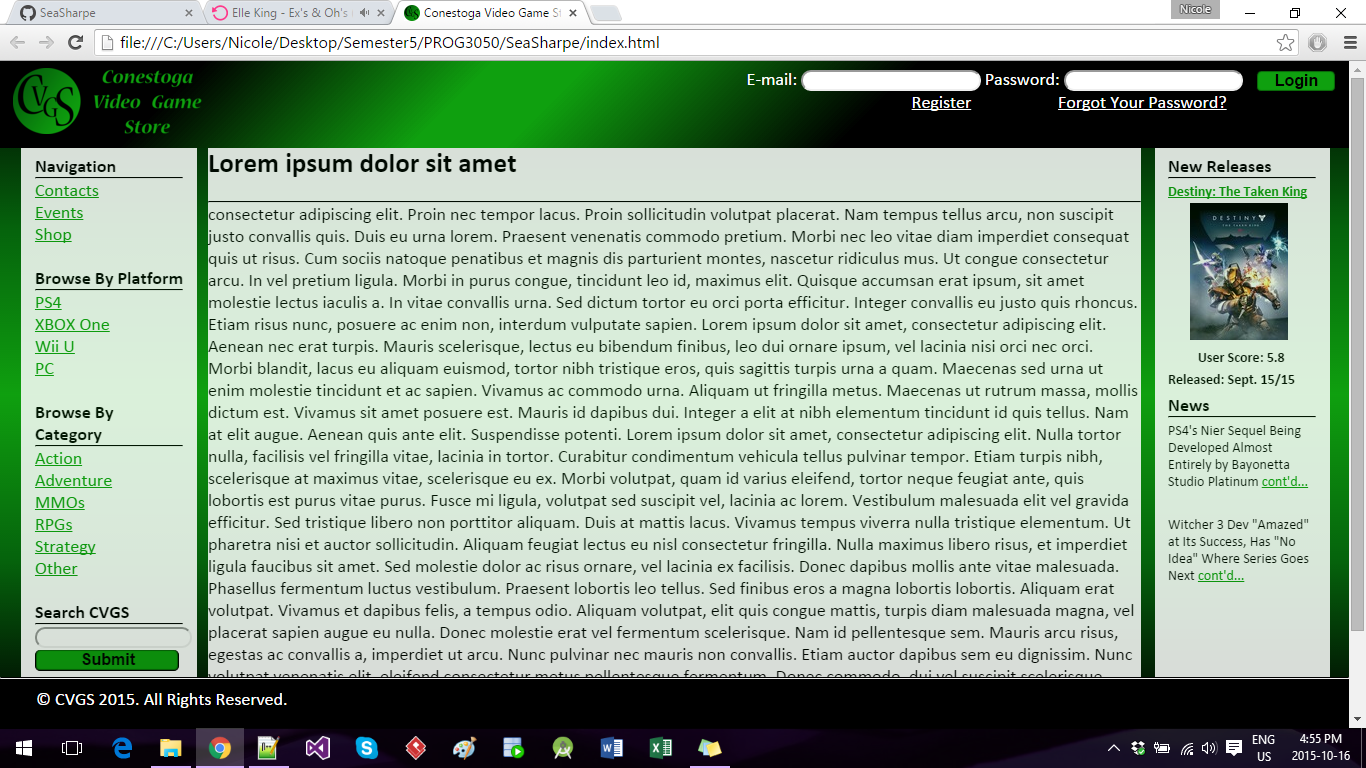 SeaSharpe
Elle King - Ex's & Oh's
Conestoga Video Game St
Nicole
file:///C:/Users/Nicole/Desktop/Semester5/PROG3050/SeaSharpe/index.html
CVGS
Conestoga
Video Game
Store
E-mail: Password: Login
Register Forgot Your Password?
Navigation
Contacts
Events
Shop
Browse By Platform
PS4
XBOX One
Wii U
PC
Browse By
Category
Action
Adventure
MMOs
RPGs
Strategy
Other
Search CVGS
Submit
Lorem ipsum dolor sit amet
consectetur adipiscing elit. Proin nec tempor lacus. Proin sollicitudin volutpat placerat. Nam tempus tellus arcu, non suscipit
justo convallis quis. Duis eu urna lorem. Praesent venenatis commodo pretium. Morbi nec leo vitae diam imperdiet consequat
quis ut risus. Cum sociis natoque penatibus et magnis dis parturient montes, nascetur ridiculus mus. Ut congue consectetur
arcu. In vel pretium ligula. Morbi in purus congue, tincidunt leo id, maximus elit. Quisque accumsan erat ipsum, sit amet
molestie lectus iaculis a. In vitae convallis urna. Sed dictum tortor eu orci porta efficitur. Integer convallis eu justo quis rhoncus.
Etiam risus nunc, posuere ac enim non, interdum vulputate sapien. Lorem ipsum dolor sit amet, consectetur adipiscing elit.
Aenean nec erat turpis. Mauris scelerisque, lectus eu bibendum finibus, leo dui ornare ipsum, vel lacinia nisi orci nec orci.
Morbi blandit, lacus eu aliquam euismod, tortor nibh tristique eros, quis sagittis turpis urna a quam. Maecenas sed urna ut
enim molestie tincidunt et ac sapien. Vivamus ac commodo urna. Aliquam ut fringilla metus. Maecenas ut rutrum massa, mollis
dictum est. Vivamus sit amet posuere est. Mauris id dapibus dui. Integer a elit at nibh elementum tincidunt id quis tellus. Nam
at elit augue. Aenean quis ante elit. Suspendisse potenti. Lorem ipsum dolor sit amet, consectetur adipiscing elit. Nulla tortor
nulla, facilisis vel fringilla vitae, lacinia in tortor. Curabitur condimentum vehicula tellus pulvinar tempor. Etiam turpis nibh,
scelerisque at maximus vitae, scelerisque eu ex. Morbi volutpat, quam id varius eleifend, tortor neque feugiat ante, quis
lobortis est purus vitae purus. Fusce mi ligula, volutpat sed suscipit vel, lacinia ac lorem. Vestibulum malesuada elit vel gravida
efficitur. Sed tristique libero non porttitor aliquam. Duis at mattis lacus. Vivamus tempus viverra nulla tristique elementum. Ut
pharetra nisi et auctor sollicitudin. Aliquam feugiat lectus eu nisl consectetur fringilla. Nulla maximus libero risus, et imperdiet
ligula faucibus sit amet. Sed molestie dolor ac risus ornare, vel lacinia ex facilisis. Donec dapibus mollis ante vitae malesuada.
Phasellus fermentum luctus vestibulum. Praesent lobortis leo tellus. Sed finibus eros a magna lobortis lobortis. Aliquam erat
volutpat. Vivamus et dapibus felis, a tempus odio. Aliquam volutpat, elit quis congue mattis, turpis diam malesuada magna, vel
placerat sapien augue eu nulla. Donec molestie erat vel fermentum scelerisque. Nam id pellentesque sem. Mauris arcu risus,
egestas ac convallis a, imperdiet ut arcu. Nunc pulvinar nec mauris non convallis. Etiam auctor dapibus sem eu dignissim. Nunc
volutpat venenatis elit, eleifend consectetur metus pellentesque fermentum. Donec commodo, dui vel suscipit scelerisque
New Releases
Destiny: The Taken King
DESTINY
THE TAKEN KING
User Score: 5.8
Released: Sept. 15/15
News
PS4's Nier Sequel Being
Developed Almost
Entirely by Bayonetta
Studio Platinum cont'd...
Witcher 3 Dev "Amazed"
at Its Success, Has "No
Idea" Where Series Goes
Next cont'd...
© CVGS 2015. All Rights Reserved.
ENG
US
4:55 PM
2015-10-16